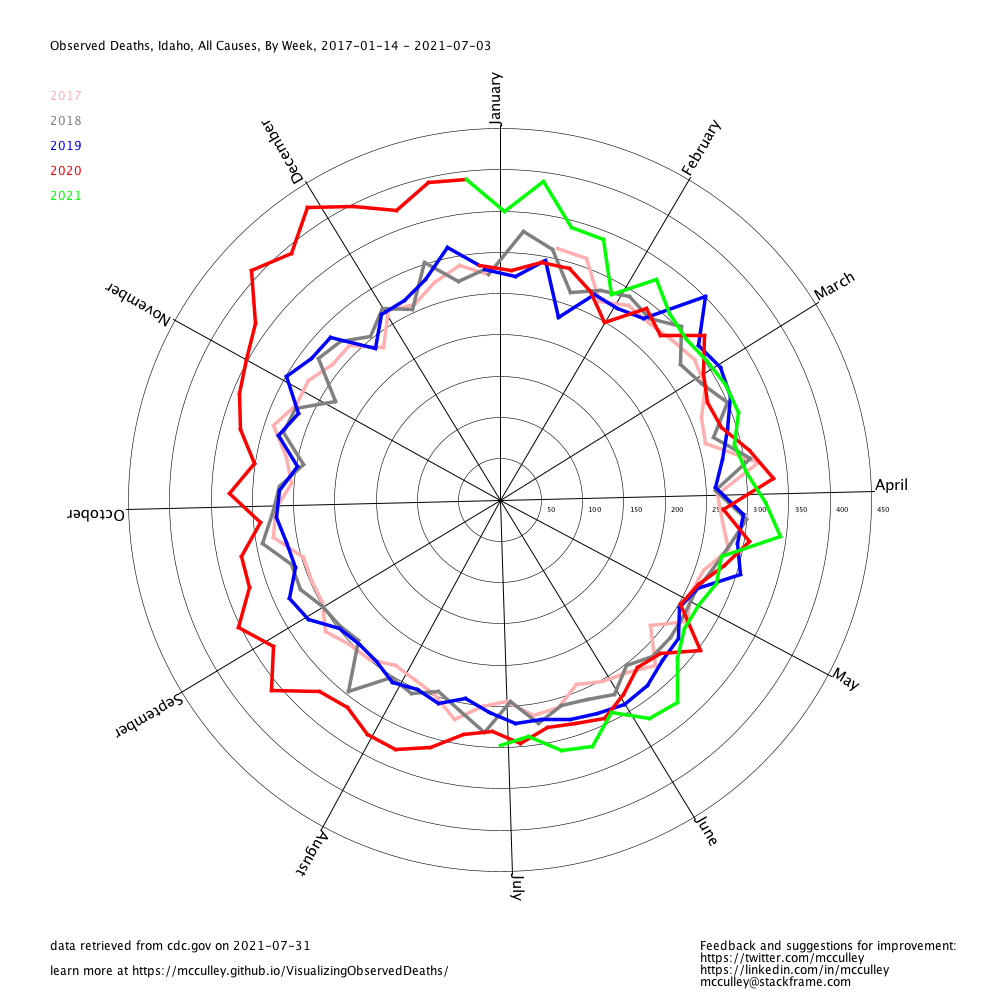 Observed Deaths, Idaho, All Causes, By Week, 2017-01-14 - 2021-07-03
2017
2018
2019
2020
2021
January
February
March
April
May
June
July
August
September
October
November
December
50
100
150
200
250
300
350
400
450
data retrieved from cdc.gov on 2021-07-31
learn more at https://mcculley.github.io/VisualizingObservedDeaths/
Feedback and suggestions for improvement:
https://twitter.com/mcculley
https://linkedin.com/in/mcculley
mcculley@stackframe.com